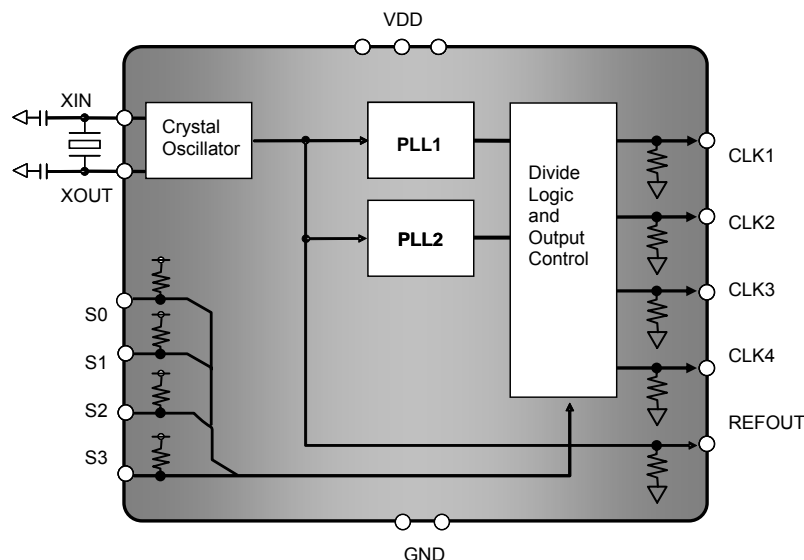 VDD
XIN
Crystal
Oscillator
XOUT
PLL1
PLL2
Divide
Logic
and
Output
Control
CLK1
CLK2
CLK3
CLK4
REFOUT
S0
S1
S2
S3
GND